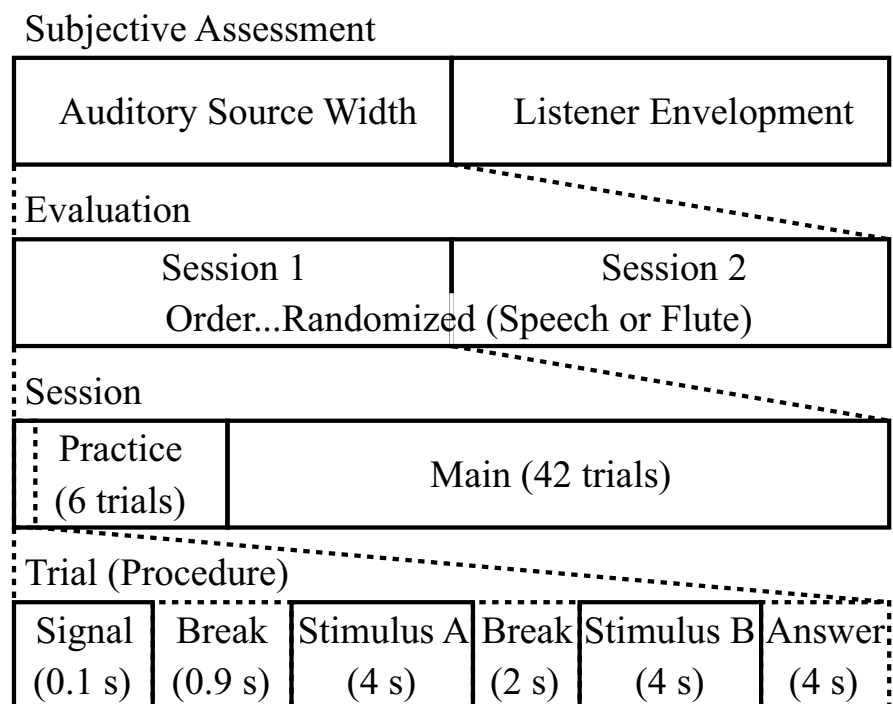 Subjective Assessment
Auditory Source Width
Listener Envelopment
Evaluation
Session 1
Session 2
Order...Randomized (Speech or Flute)
Session
Practice
(6 trials)
Main (42 trials)
Trial (Procedure)
Signal
(0.1 s)
Break
(0.9 s)
Stimulus A
(4 s)
Break
(2 s)
Stimulus B
(4 s)
Answer
(4 s)